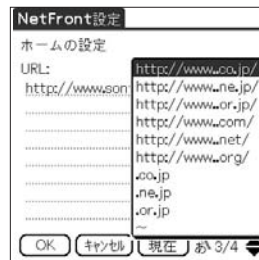 NetFront設定
ホームの設定
URL:
http://www.son
http://www..co.jp/
http://www..ne.jp/
http://www..or.jp/
http://www..com/
http://www..net/
http://www..org/
.co.jp
.ne.jp
.or.jp
~
OK キャンセル 現在 あ 3/4